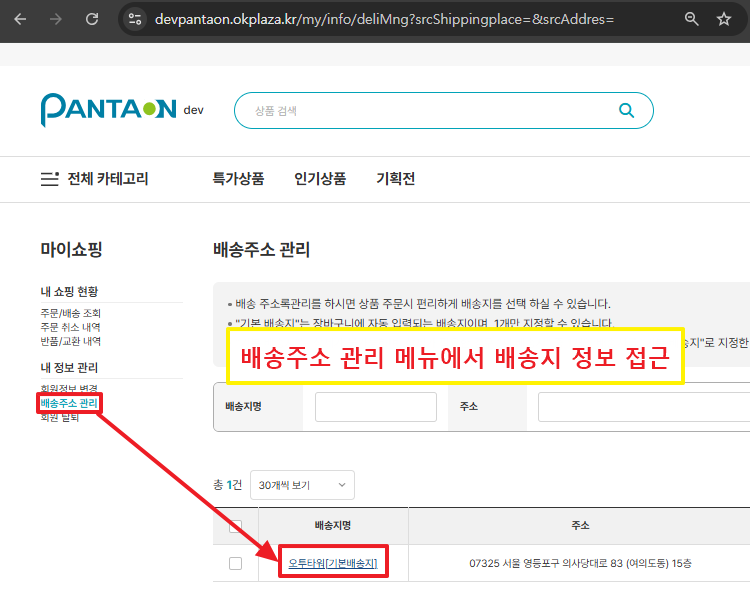 devpantaon.okplaza.kr/my/info/deliMng?srcShippingplace=&srcAddres=
PANTAON dev
상품 검색
전체 카테고리
특가상품
인기상품
기획전
마이쇼핑
내 쇼핑 현황
주문/배송 조회
주문 취소 내역
반품/교환 내역
내 정보 관리
회원정보 변경
배송주소 관리
회원 탈퇴
배송주소 관리
• 배송 주소록관리를 하시면 상품 주문시 편리하게 배송지를 선택 하실 수 있습니다.
• "기본 배송지"는 장바구니에 자동 입력되는 배송지이며, 1개만 지정할 수 있습니다.
송지"로 지정한
배송주소 관리 메뉴에서 배송지 정보 접근
배송지명
주소
총 1건
30개씩 보기
배송지명 주소
오투타워[기본배송지] 07325 서울 영등포구 의사당대로 83 (여의도동) 15층